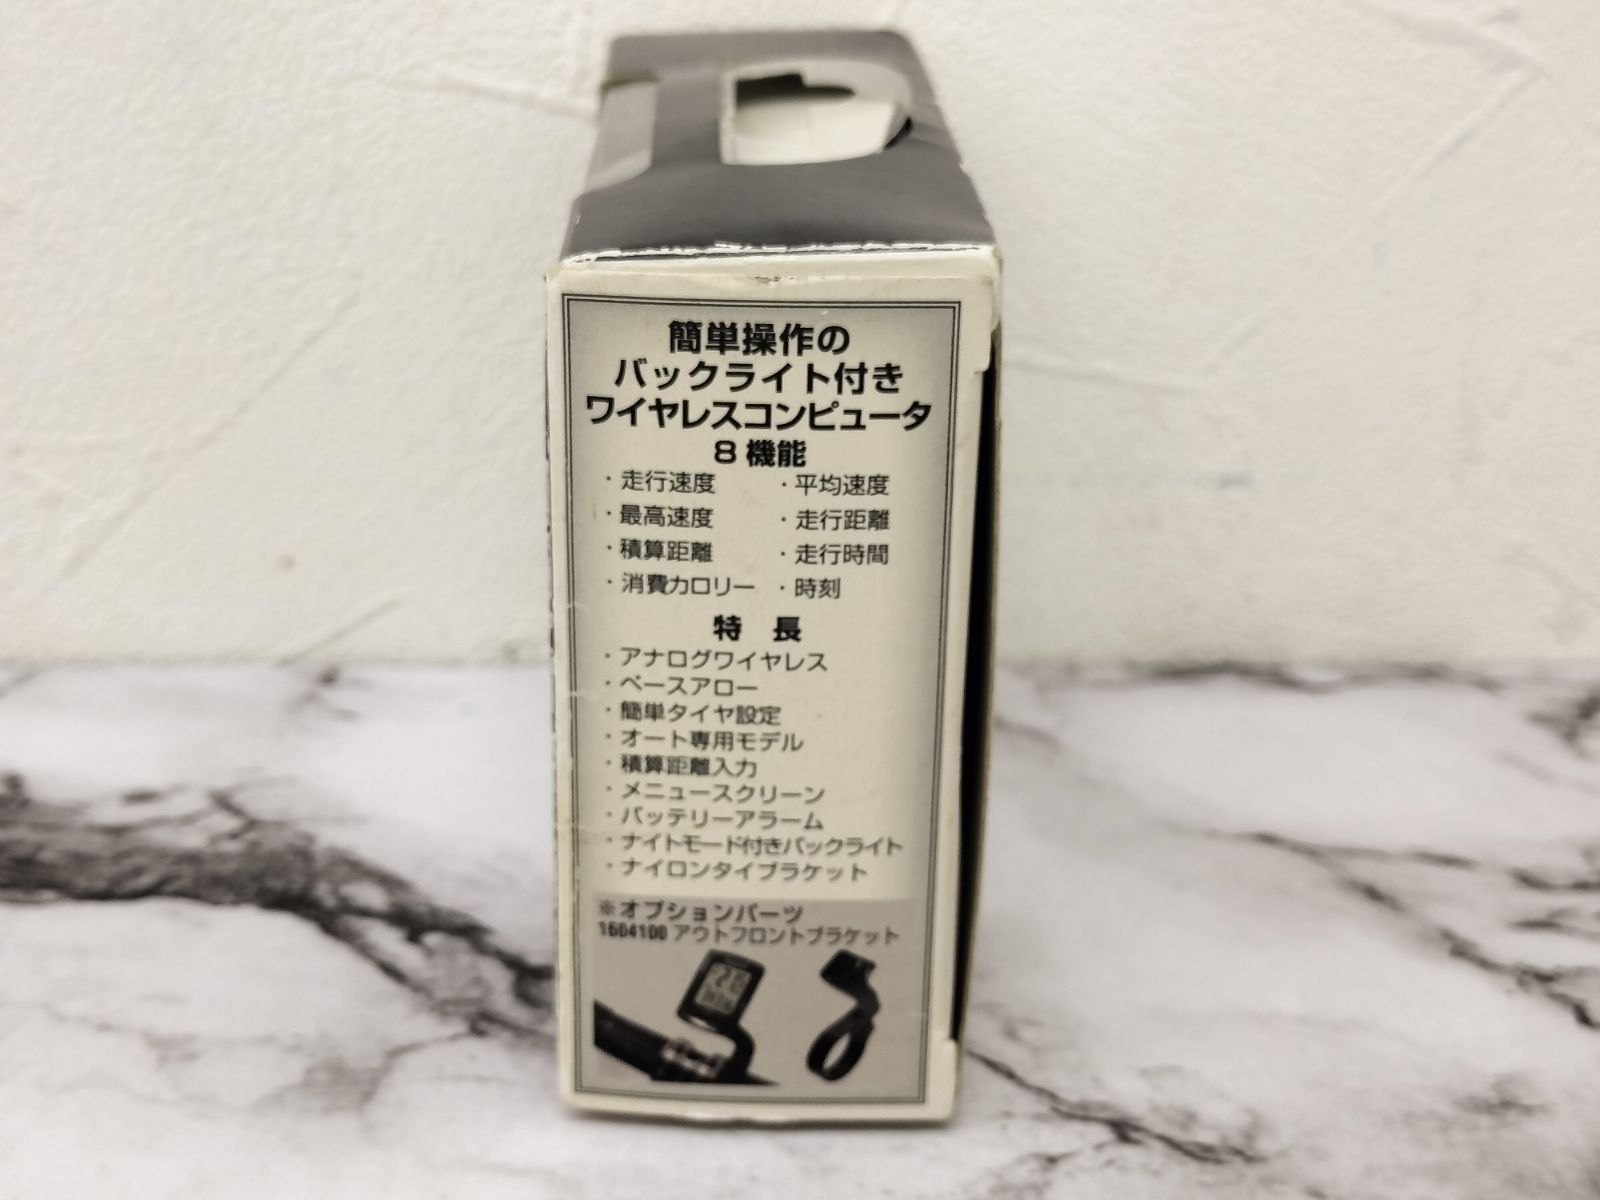 簡単操作の
バックライト付き
ワイヤレスコンピュータ
8機能
・走行速度 ・平均速度
・最高速度 ・走行距離
・積算距離 ・走行時間
・消費カロリー ・時刻
特 長
・アナログワイヤレス
・ペースアロー
・簡単タイヤ設定
・オート専用モデル
・積算距離入力
・メニュースクリーン
・バッテリーアラーム
・ナイトモード付きバックライト
・ナイロンタイブラケット
※オプションパーツ
1604100 アウトフロントブラケット